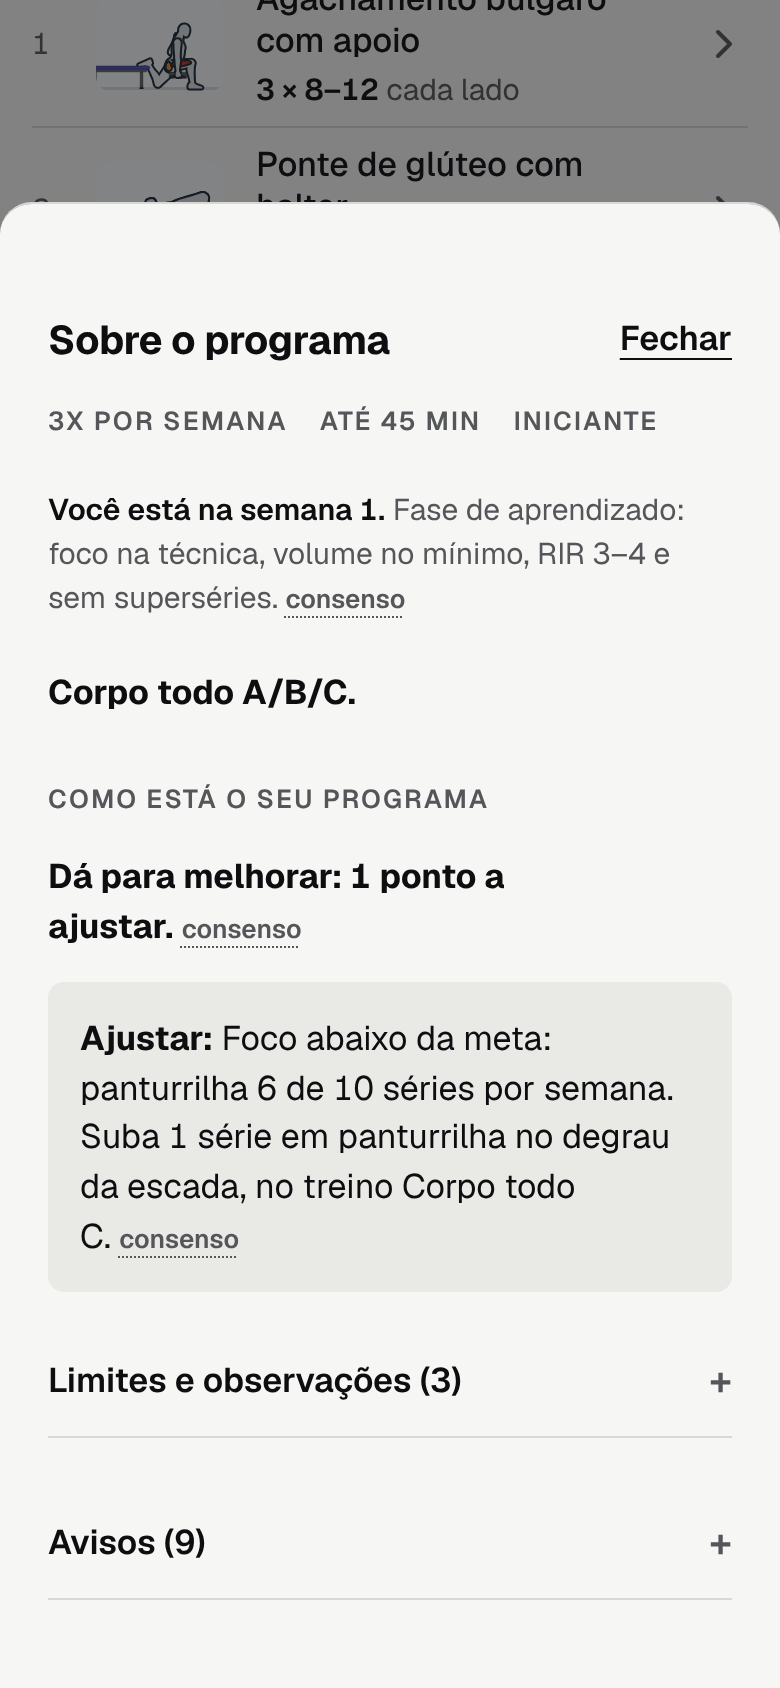 Agachamento búlgaro
1
com apoio
3 × 8–12 cada lado
Ponte de glúteo com
Sobre o programa
Fechar
3X POR SEMANA ATÉ 45 MIN INICIANTE
Você está na semana 1. Fase de aprendizado:
foco na técnica, volume no mínimo, RIR 3–4 e
sem superséries. consenso
Corpo todo A/B/C.
COMO ESTÁ O SEU PROGRAMA
Dá para melhorar: 1 ponto a
ajustar. consenso
Ajustar: Foco abaixo da meta:
panturrilha 6 de 10 séries por semana.
Suba 1 série em panturrilha no degrau
da escada, no treino Corpo todo
C. consenso
Limites e observações (3)
+
Avisos (9)
+